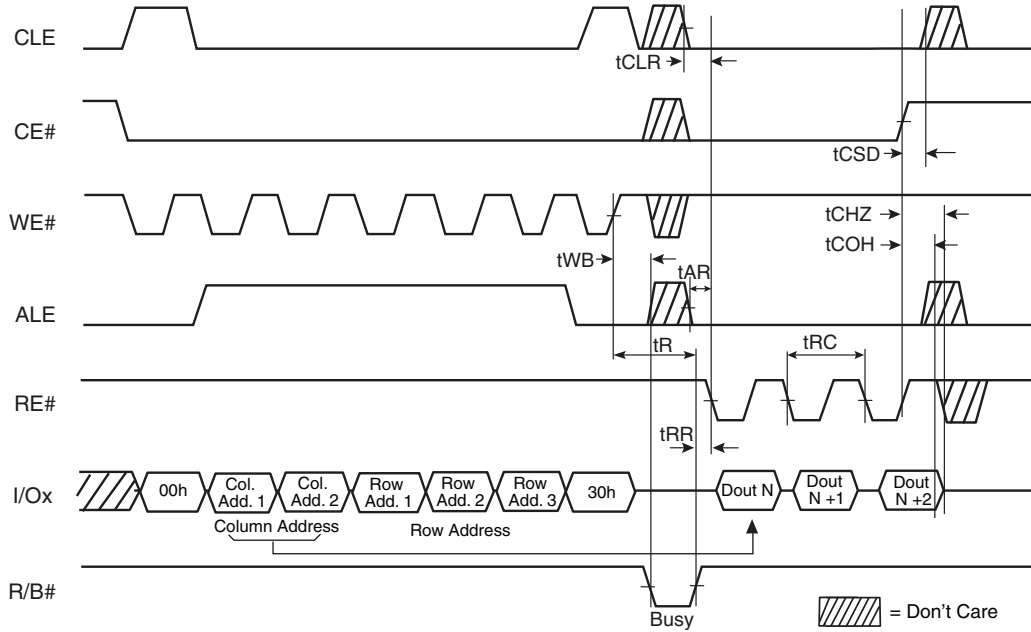 CLE
tCLR
CE#
tCSD
WE#
tCHZ
tCOH
tWB
tAR
ALE
tR
tRC
RE#
tRR
I/Ox
00h
Col.
Add. 1
Col.
Add. 2
Row
Add. 1
Row
Add. 2
Row
Add. 3
30h
Dout N
Dout
N +1
Dout
N +2
Column Address
Row Address
R/B#
Busy
= Don't Care